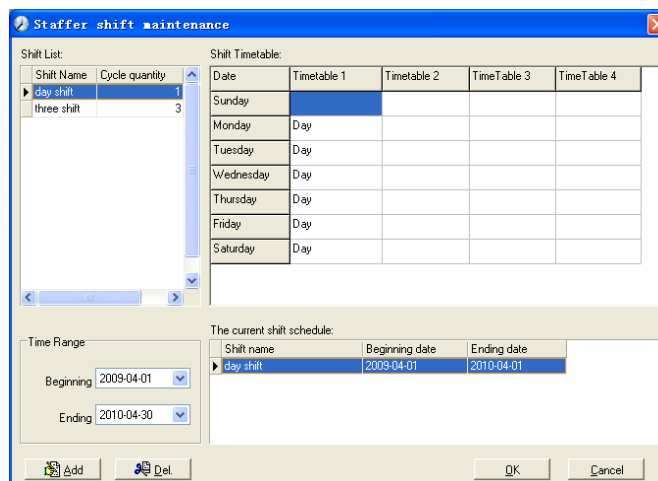 Staffer shift maintenance
Shift List:
Shift Name Cycle quantity
day shift 1
three shift 3
Shift Timetable:
Date Timetable 1 Timetable 2 TimeTable 3 TimeTable 4
Sunday
Monday Day
Tuesday Day
Wednesday Day
Thursday Day
Friday Day
Saturday Day
Time Range
Beginning 2009-04-01
Ending 2010-04-30
The current shift schedule:
Shift name Beginning date Ending date
day shift 2009-04-01 2010-04-01
Add Del. OK Cancel